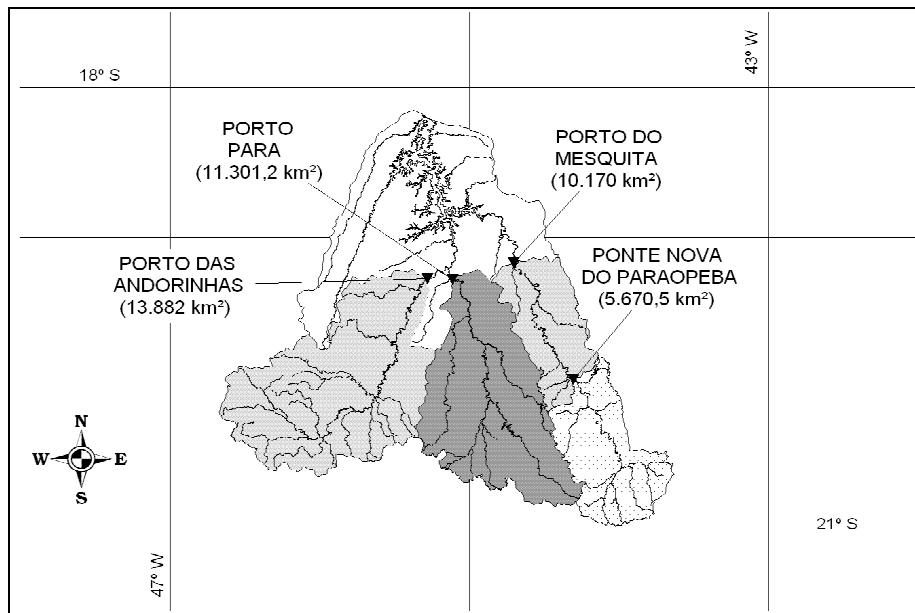 18º S
43º W
PORTO
PARA
(11.301,2 km²)
PORTO DO
MESQUITA
(10.170 km²)
PORTO DAS
ANDORINHAS
(13.882 km²)
PONTE NOVA
DO PARAOPEBA
(5.670,5 km²)
N
W
E
S
47º W
21º S